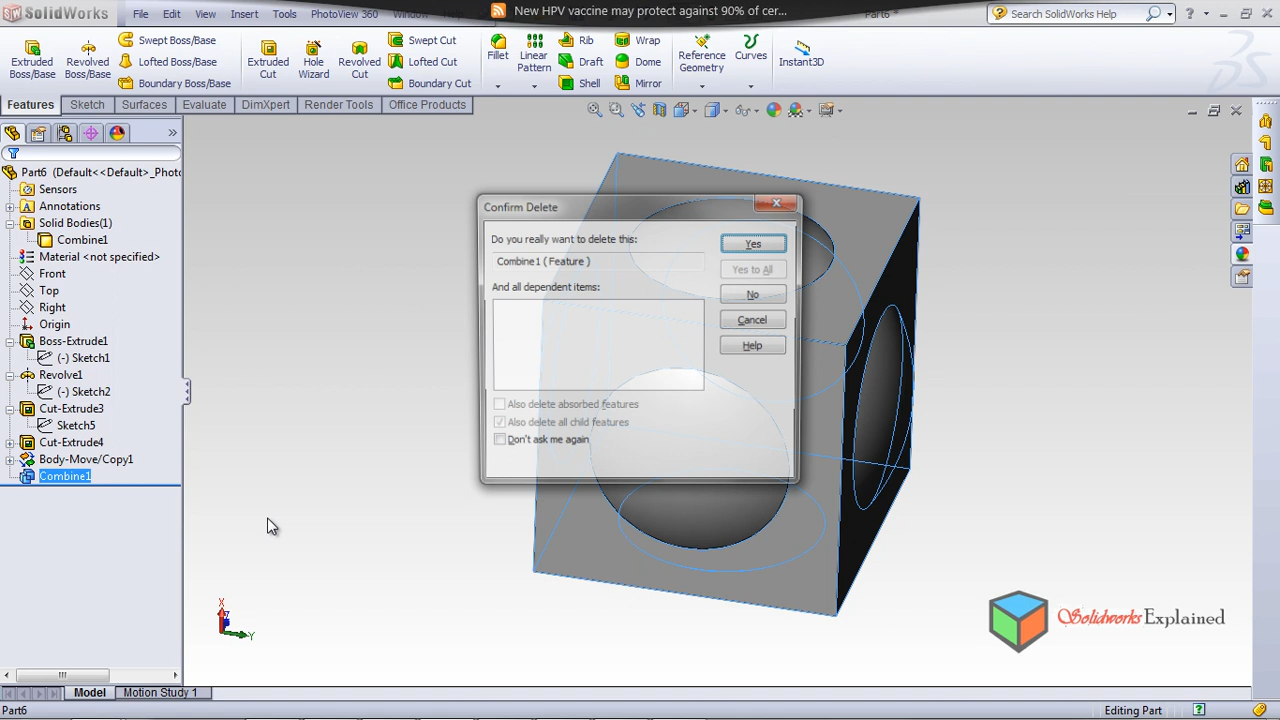 SolidWorks
File
Edit
View
Insert
Tools
PhotoView 360
Window
New HPV vaccine may protect against 90% of cer...
Part6 *
Search SolidWorks Help
Extruded Boss/Base
Revolved Boss/Base
Swept Boss/Base
Lofted Boss/Base
Boundary Boss/Base
Extruded Cut
Hole Wizard
Revolved Cut
Swept Cut
Lofted Cut
Boundary Cut
Fillet
Linear Pattern
Rib
Draft
Shell
Wrap
Dome
Mirror
Reference Geometry
Curves
Instant3D
Features
Sketch
Surfaces
Evaluate
DimXpert
Render Tools
Office Products
Part6 (Default<<Default>_Photo
Sensors
Annotations
Solid Bodies(1)
Combine1
Material <not specified>
Front
Top
Right
Origin
Boss-Extrude1
(-) Sketch1
Revolve1
(-) Sketch2
Cut-Extrude3
Sketch5
Cut-Extrude4
Body-Move/Copy1
Combine1
Confirm Delete
Do you really want to delete this:
Combine1 ( Feature )
And all dependent items:
Also delete absorbed features
Also delete all child features
Don't ask me again
Yes
Yes to All
No
Cancel
Help
X
Z
Y
Solidworks Explained
Model
Motion Study 1
Part6
Editing Part